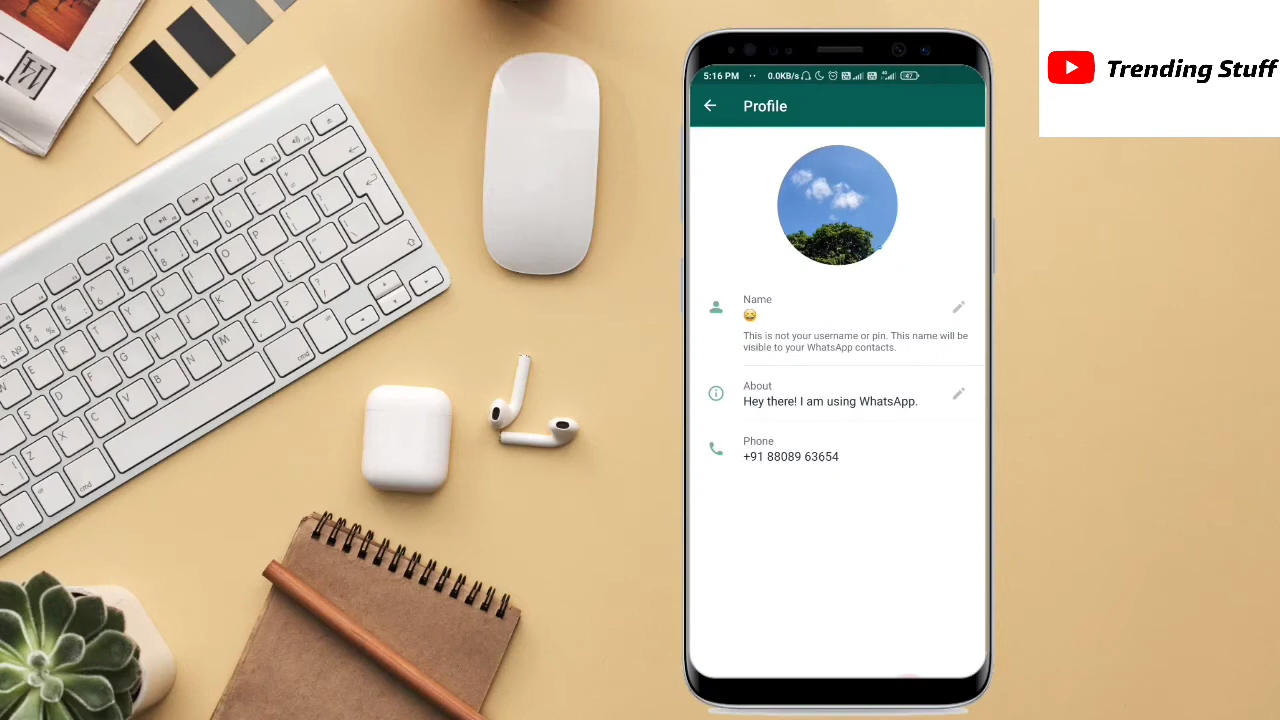 Trending Stuff
5:16 PM
0.0KB/s
Profile
Name
😄
This is not your username or pin. This name will be
visible to your WhatsApp contacts.
About
Hey there! I am using WhatsApp.
Phone
+91 88089 63654